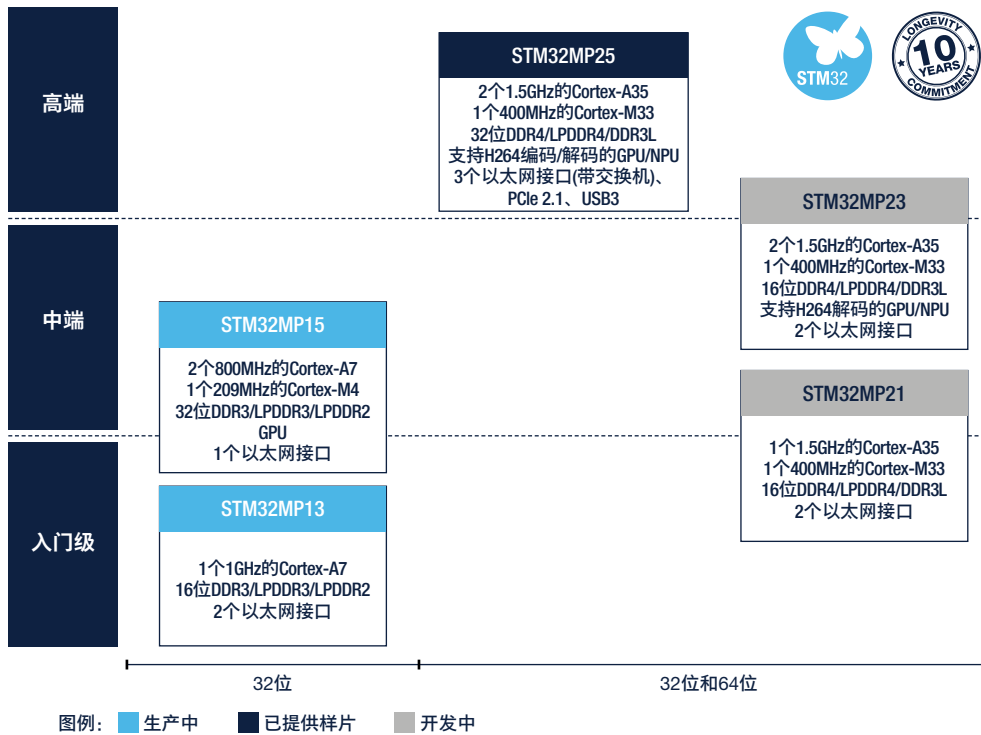 高端
STM32MP25
2个1.5GHz的Cortex-A35
1个400MHz的Cortex-M33
32位DDR4/LPDDR4/DDR3L
支持H264编码/解码的GPU/NPU
3个以太网接口(带交换机)、
PCIe 2.1、USB3
STM32
LONGEVITY
10
YEARS
COMMITMENT
STM32MP23
2个1.5GHz的Cortex-A35
1个400MHz的Cortex-M33
16位DDR4/LPDDR4/DDR3L
支持H264解码的GPU/NPU
2个以太网接口
中端
STM32MP15
2个800MHz的Cortex-A7
1个209MHz的Cortex-M4
32位DDR3/LPDDR3/LPDDR2
GPU
1个以太网接口
STM32MP21
1个1.5GHz的Cortex-A35
1个400MHz的Cortex-M33
16位DDR4/LPDDR4/DDR3L
2个以太网接口
入门级
STM32MP13
1个1GHz的Cortex-A7
16位DDR3/LPDDR3/LPDDR2
2个以太网接口
32位
32位和64位
图例: 生产中 已提供样片 开发中